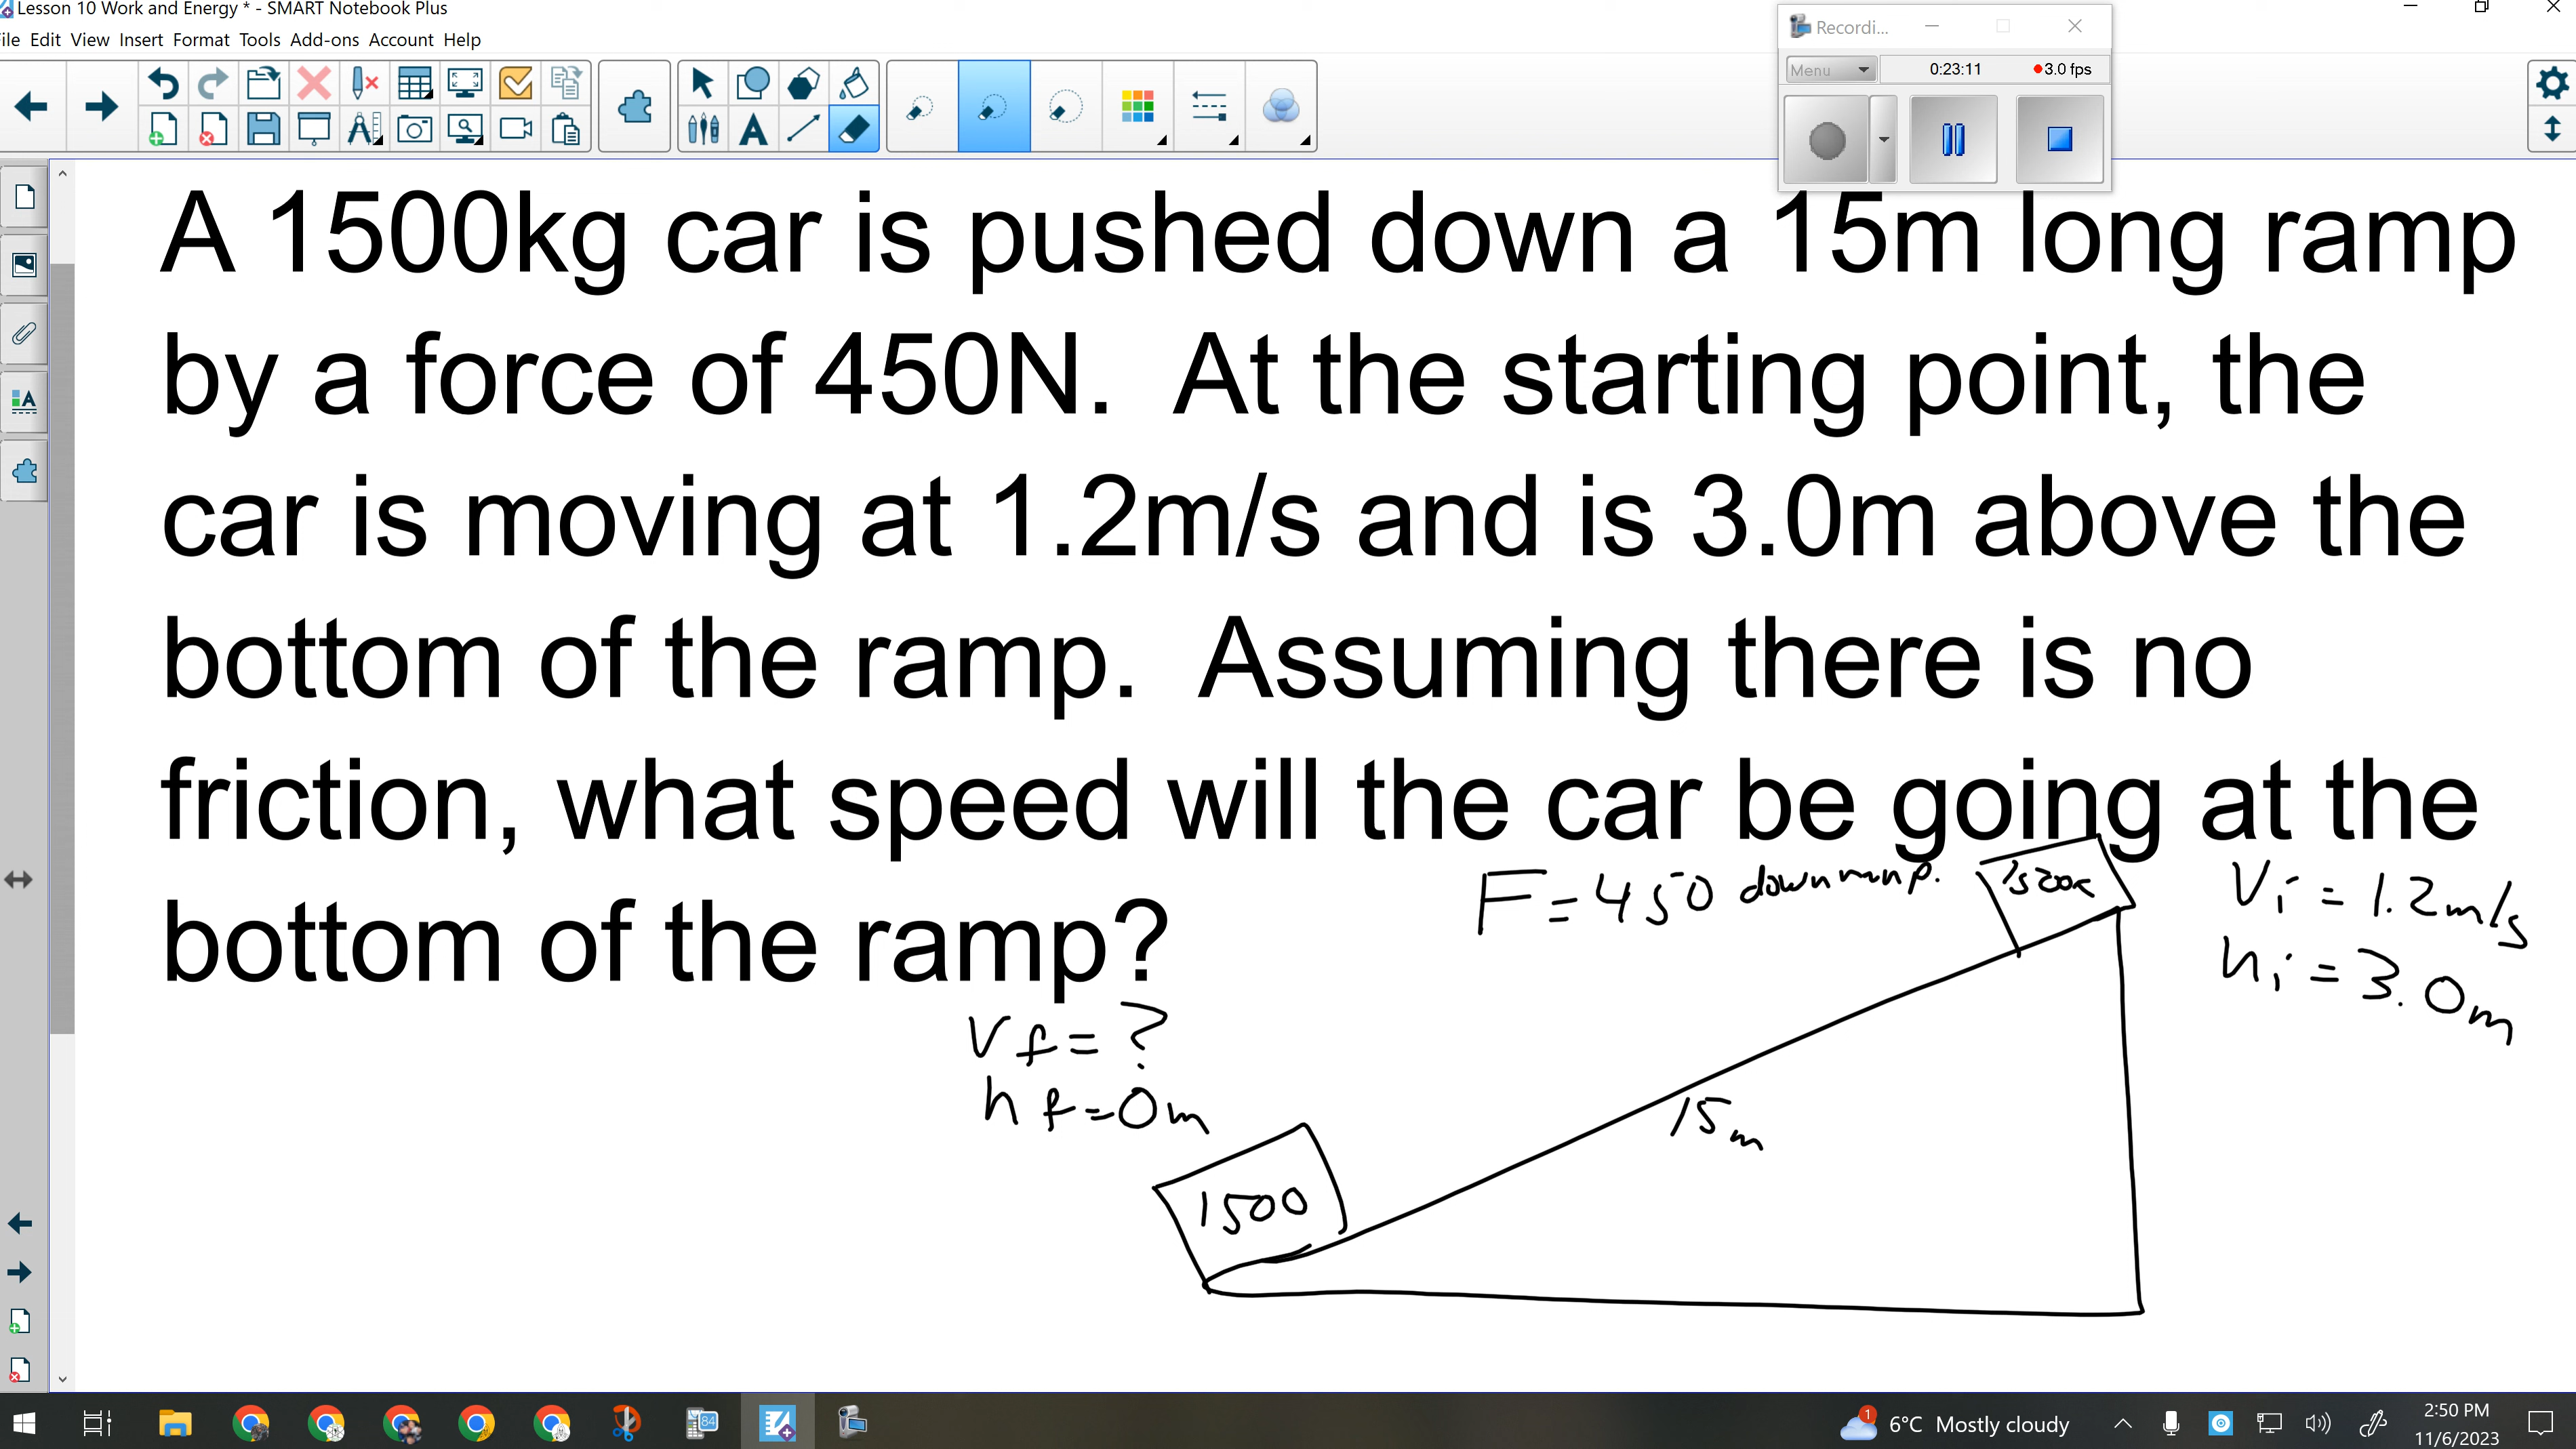 Lesson 10 Work and Energy * - SMART Notebook Plus
File Edit View Insert Format Tools Add-ons Account Help
Recordi...
Menu 0:23:11 3.0 fps
A 1500kg car is pushed down a 15m long ramp
by a force of 450N. At the starting point, the
car is moving at 1.2m/s and is 3.0m above the
bottom of the ramp. Assuming there is no
friction, what speed will the car be going at the
bottom of the ramp?
F = 450 down ramp.
Vi = 1.2m/s
hi = 3.0m
Vf = ?
hf = 0m
15m
1500
84
1
6°C Mostly cloudy
2:50 PM
11/6/2023